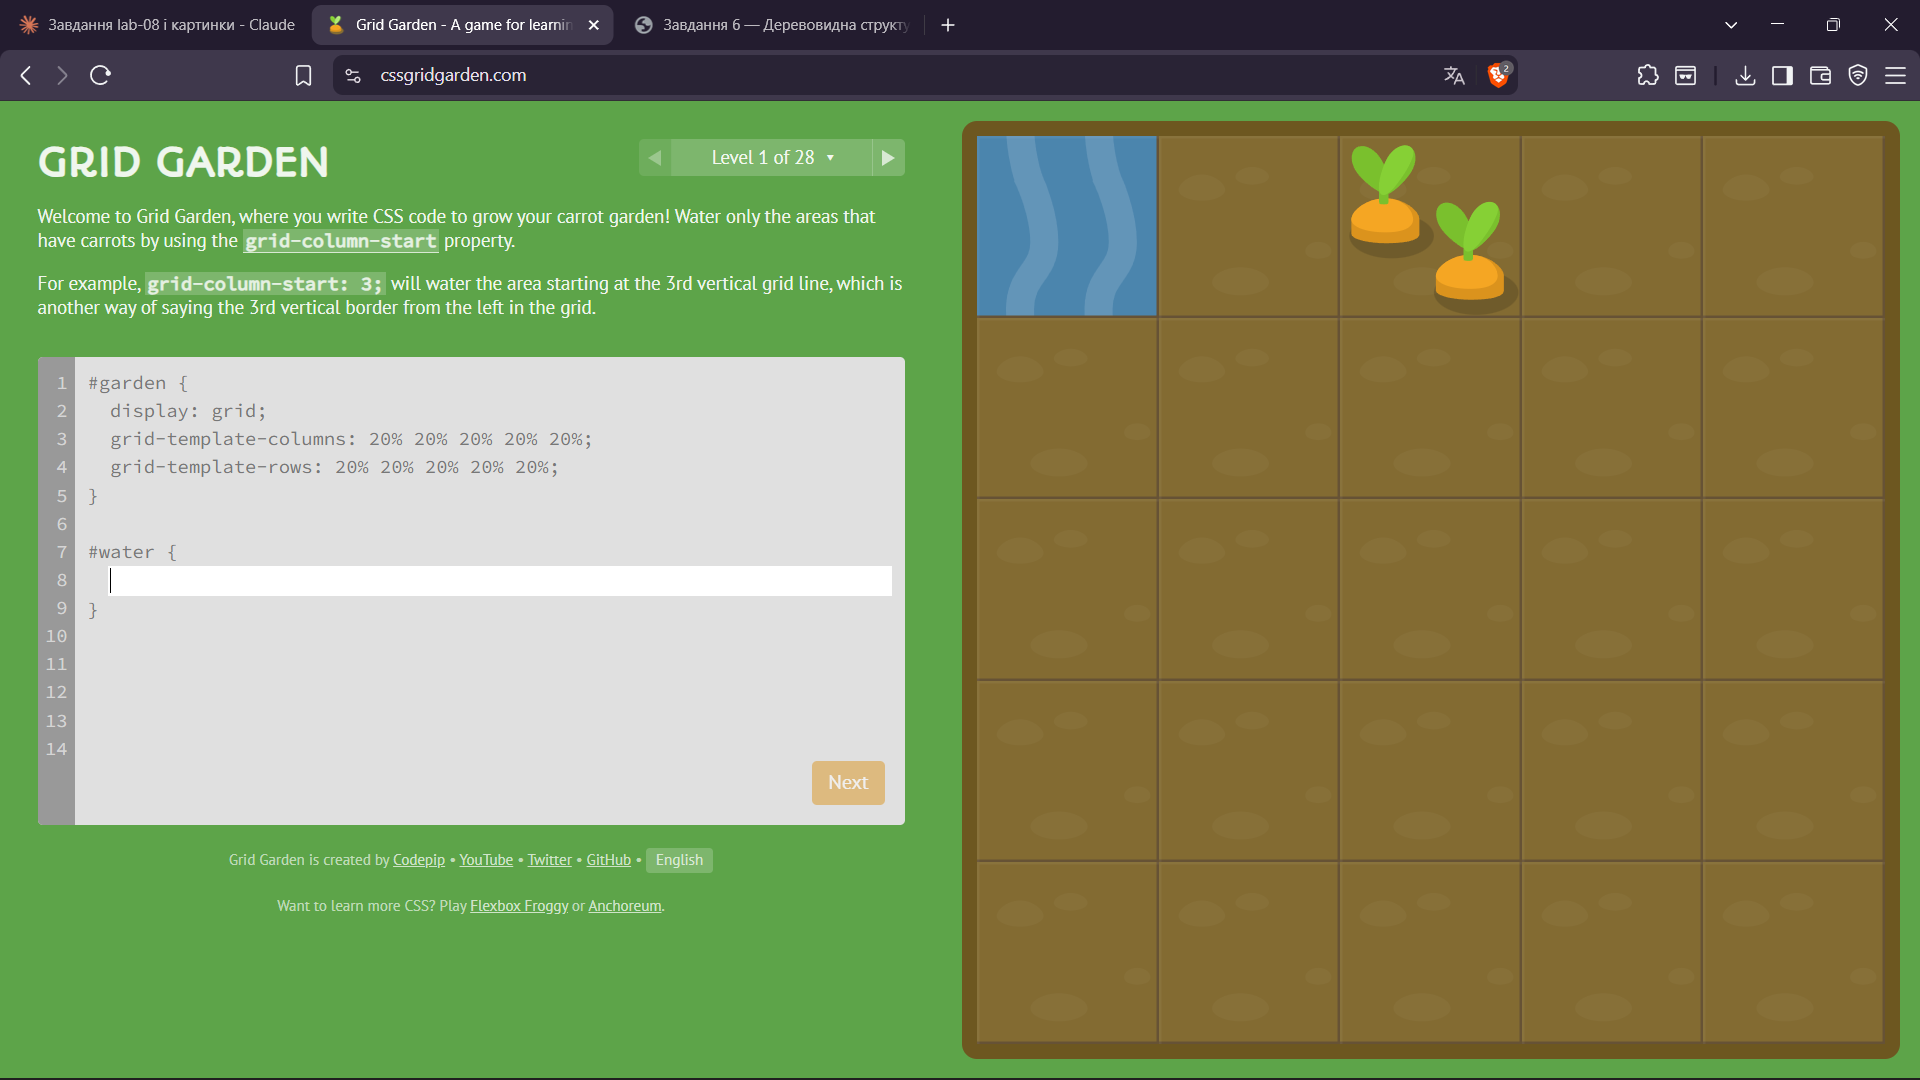 Завдання lab-08 і картинки - Claude
Grid Garden - A game for learnin
Завдання 6 — Деревовидна структу
cssgridgarden.com
2
GRID GARDEN
Level 1 of 28
Welcome to Grid Garden, where you write CSS code to grow your carrot garden! Water only the areas that
have carrots by using the grid-column-start property.
For example, grid-column-start: 3; will water the area starting at the 3rd vertical grid line, which is
another way of saying the 3rd vertical border from the left in the grid.
1 #garden {
2 display: grid;
3 grid-template-columns: 20% 20% 20% 20% 20%;
4 grid-template-rows: 20% 20% 20% 20% 20%;
5 }
6
7 #water {
8
9 }
10
11
12
13
14
Next
Grid Garden is created by Codepip • YouTube • Twitter • GitHub • English
Want to learn more CSS? Play Flexbox Froggy or Anchoreum.